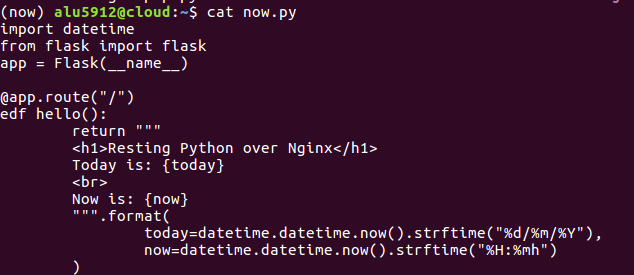 (now) alu5912@cloud:~$ cat now.py
import datetime
from flask import flask
app = Flask(__name__)

@app.route("/")
edf hello():
        return """
        <h1>Resting Python over Nginx</h1>
        Today is: {today}
        <br>
        Now is: {now}
        """.format(
                today=datetime.datetime.now().strftime("%d/%m/%Y"),
                now=datetime.datetime.now().strftime("%H:%mh")
        )